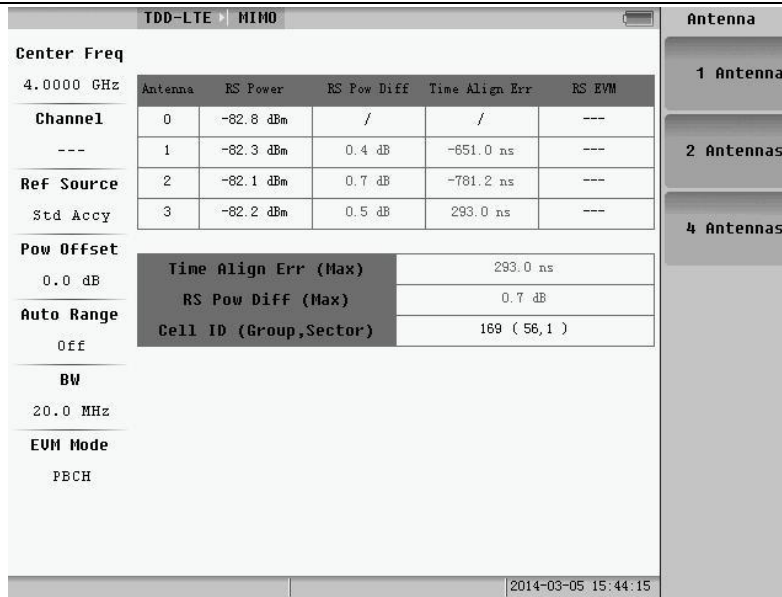 TDD-LTE MIMO
Antenna
Center Freq
4.0000 GHz
Channel
---
Ref Source
Std Accy
Pow Offset
0.0 dB
Auto Range
Off
BW
20.0 MHz
EVM Mode
PBCH
Antenna RS Power RS Pow Diff Time Align Err RS EVM
0 -82.8 dBm / / ---
1 -82.3 dBm 0.4 dB -651.0 ns ---
2 -82.1 dBm 0.7 dB -781.2 ns ---
3 -82.2 dBm 0.5 dB 293.0 ns ---
Time Align Err (Max) 293.0 ns
RS Pow Diff (Max) 0.7 dB
Cell ID (Group,Sector) 169 ( 56,1 )
1 Antenna
2 Antennas
4 Antennas
2014-03-05 15:44:15